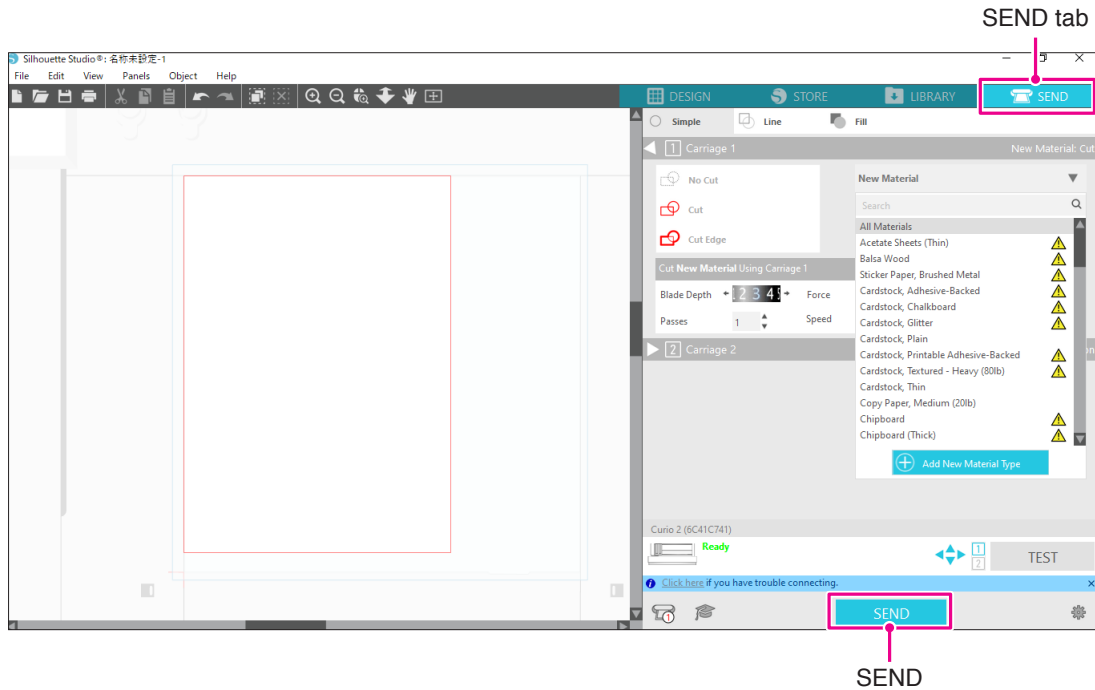 SEND tab
Silhouette Studio®: 名称未設定-1
File Edit View Panels Object Help
DESIGN STORE LIBRARY SEND
Simple Line Fill
1 Carriage 1 New Material: Cut
No Cut
Cut
Cut Edge
New Material
Search
All Materials
Acetate Sheets (Thin)
Balsa Wood
Sticker Paper, Brushed Metal
Cardstock, Adhesive-Backed
Cardstock, Chalkboard
Cardstock, Glitter
Cardstock, Plain
Cardstock, Printable Adhesive-Backed
Cardstock, Textured - Heavy (80lb)
Cardstock, Thin
Copy Paper, Medium (20lb)
Chipboard
Chipboard (Thick)
Add New Material Type
Cut New Material Using Carriage 1
Blade Depth 2 3 4 Force
Passes 1 Speed
2 Carriage 2
Curio 2 (6C41C741)
Ready
1
2
TEST
Click here if you have trouble connecting.
1
SEND
SEND